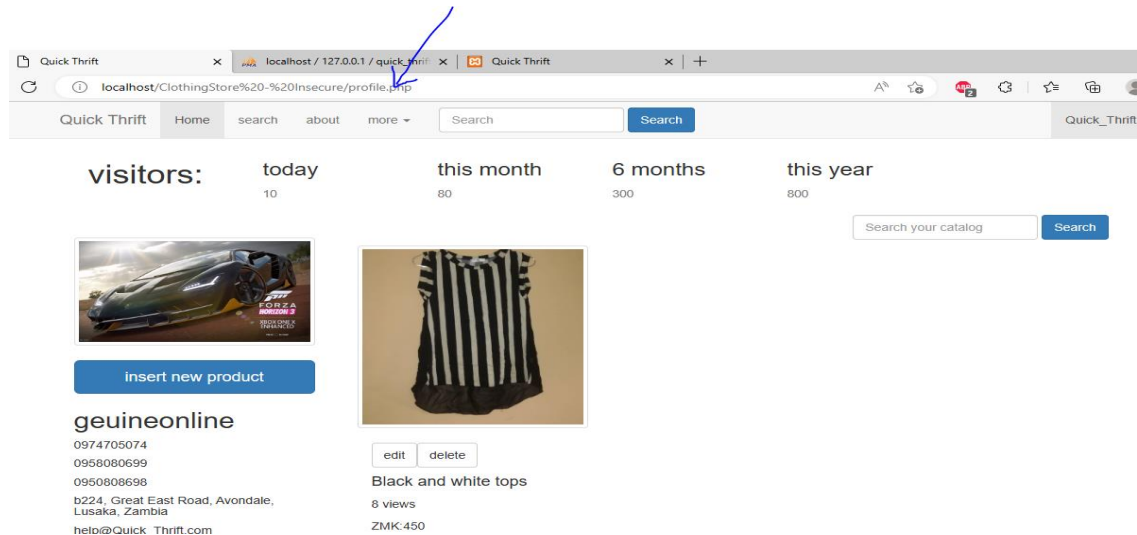 Quick Thrift
localhost / 127.0.0.1 / quick_thrift
Quick Thrift
localhost/ClothingStore%20-%20Insecure/profile.php
2
Quick Thrift Home search about more Search Search Quick_Thrift
visitors: today this month 6 months this year
10 80 300 800
Search your catalog Search
FORZA
HORIZON 3
XBOX ONE X
ENHANCED
insert new product
geuineonline
0974705074
0958080699
0950808698
b224, Great East Road, Avondale,
Lusaka, Zambia
help@Quick_Thrift.com
edit delete
Black and white tops
8 views
ZMK:450